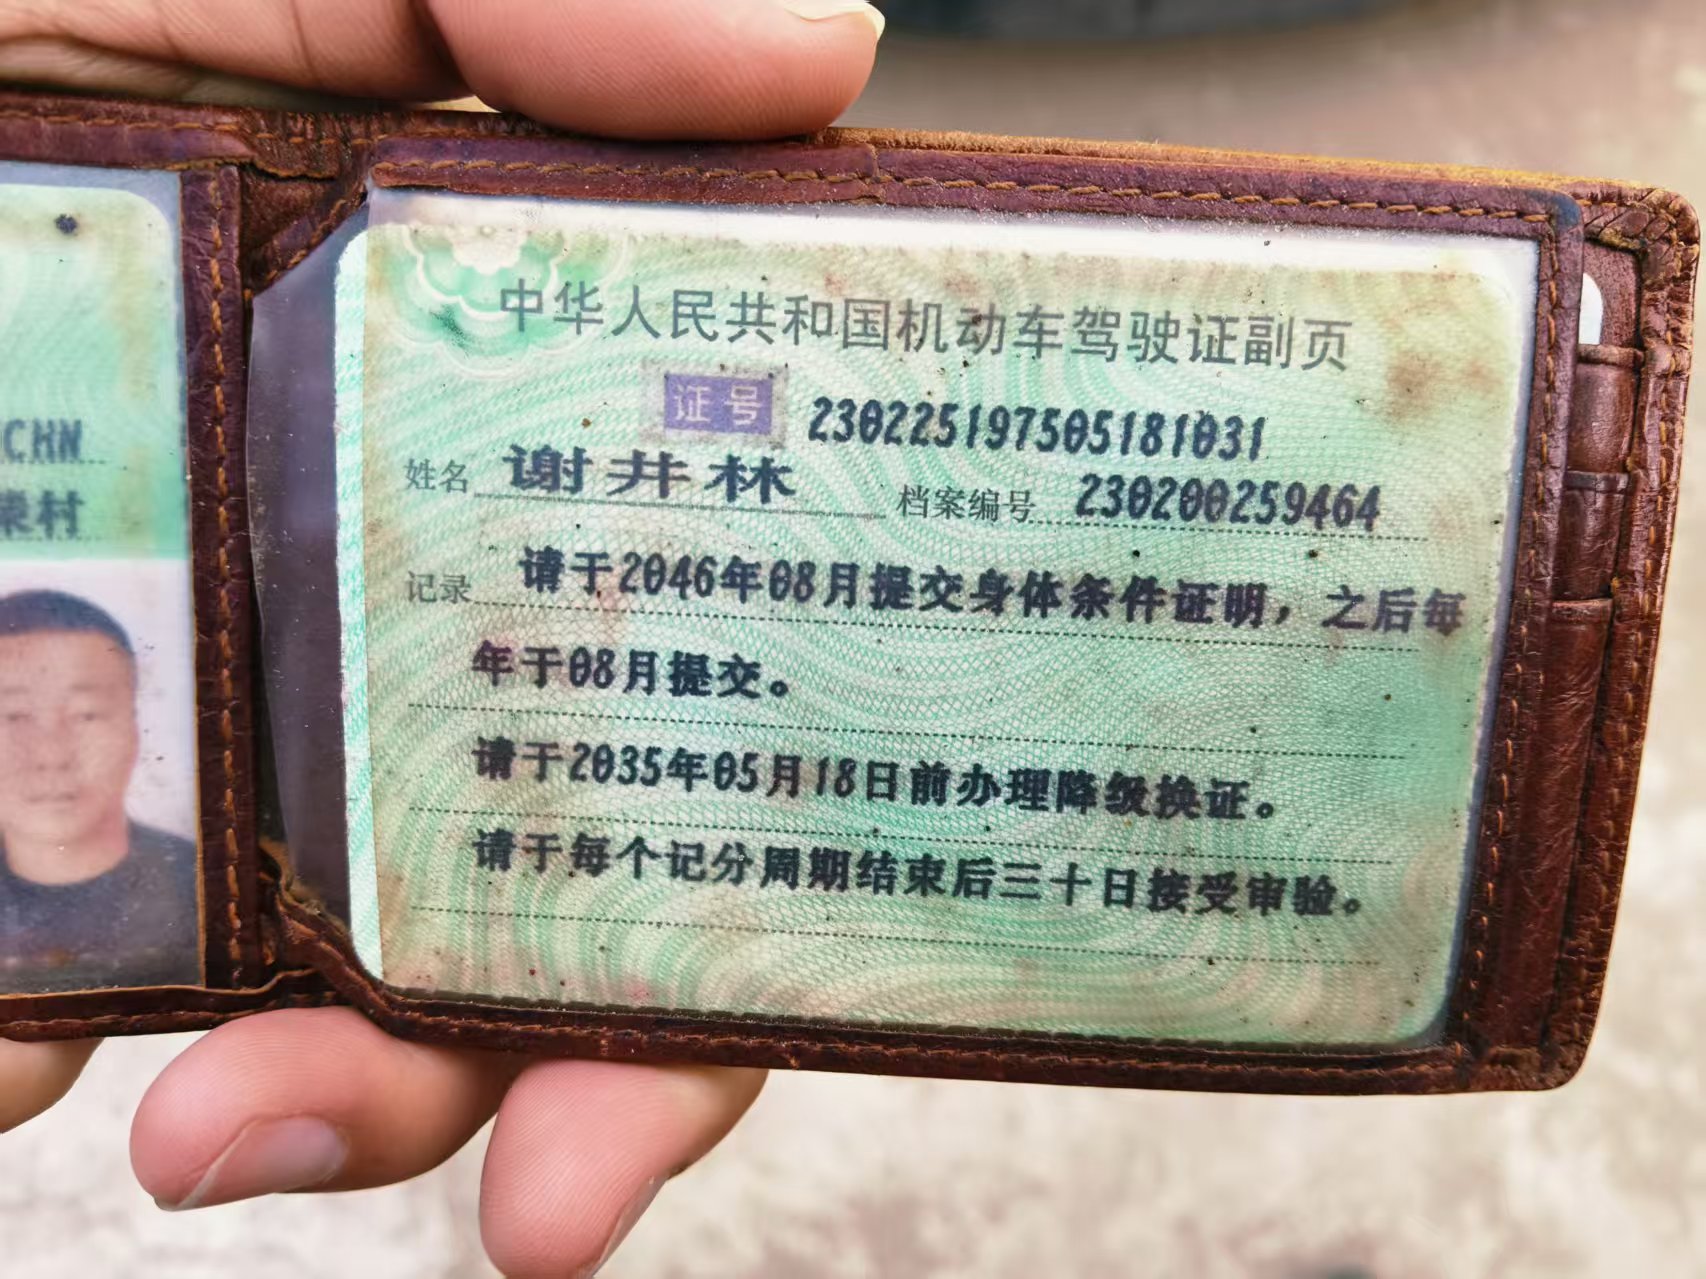 CHN
荣村
中华人民共和国机动车驾驶证副页
证号 230225197505181031
姓名 谢井林 档案编号 230200259464
记录 请于2046年08月提交身体条件证明，之后每
年于08月提交。
请于2035年05月18日前办理降级换证。
请于每个记分周期结束后三十日接受审验。